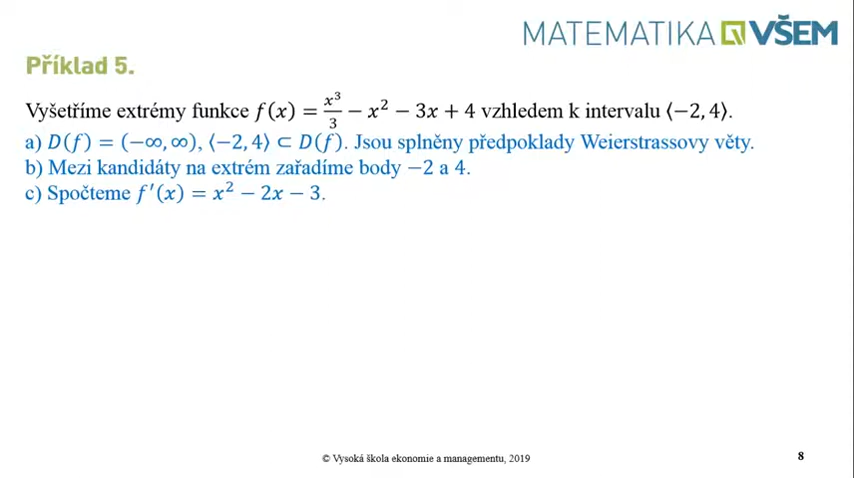 MATEMATIKA VŠEM
Příklad 5.
Vyšetříme extrémy funkce f(x) = x³/3 − x² − 3x + 4 vzhledem k intervalu ⟨−2, 4⟩.
a) D(f) = (−∞, ∞), ⟨−2, 4⟩ ⊂ D(f). Jsou splněny předpoklady Weierstrassovy věty.
b) Mezi kandidáty na extrém zařadíme body −2 a 4.
c) Spočteme f′(x) = x² − 2x − 3.
© Vysoká škola ekonomie a managementu, 2019
8